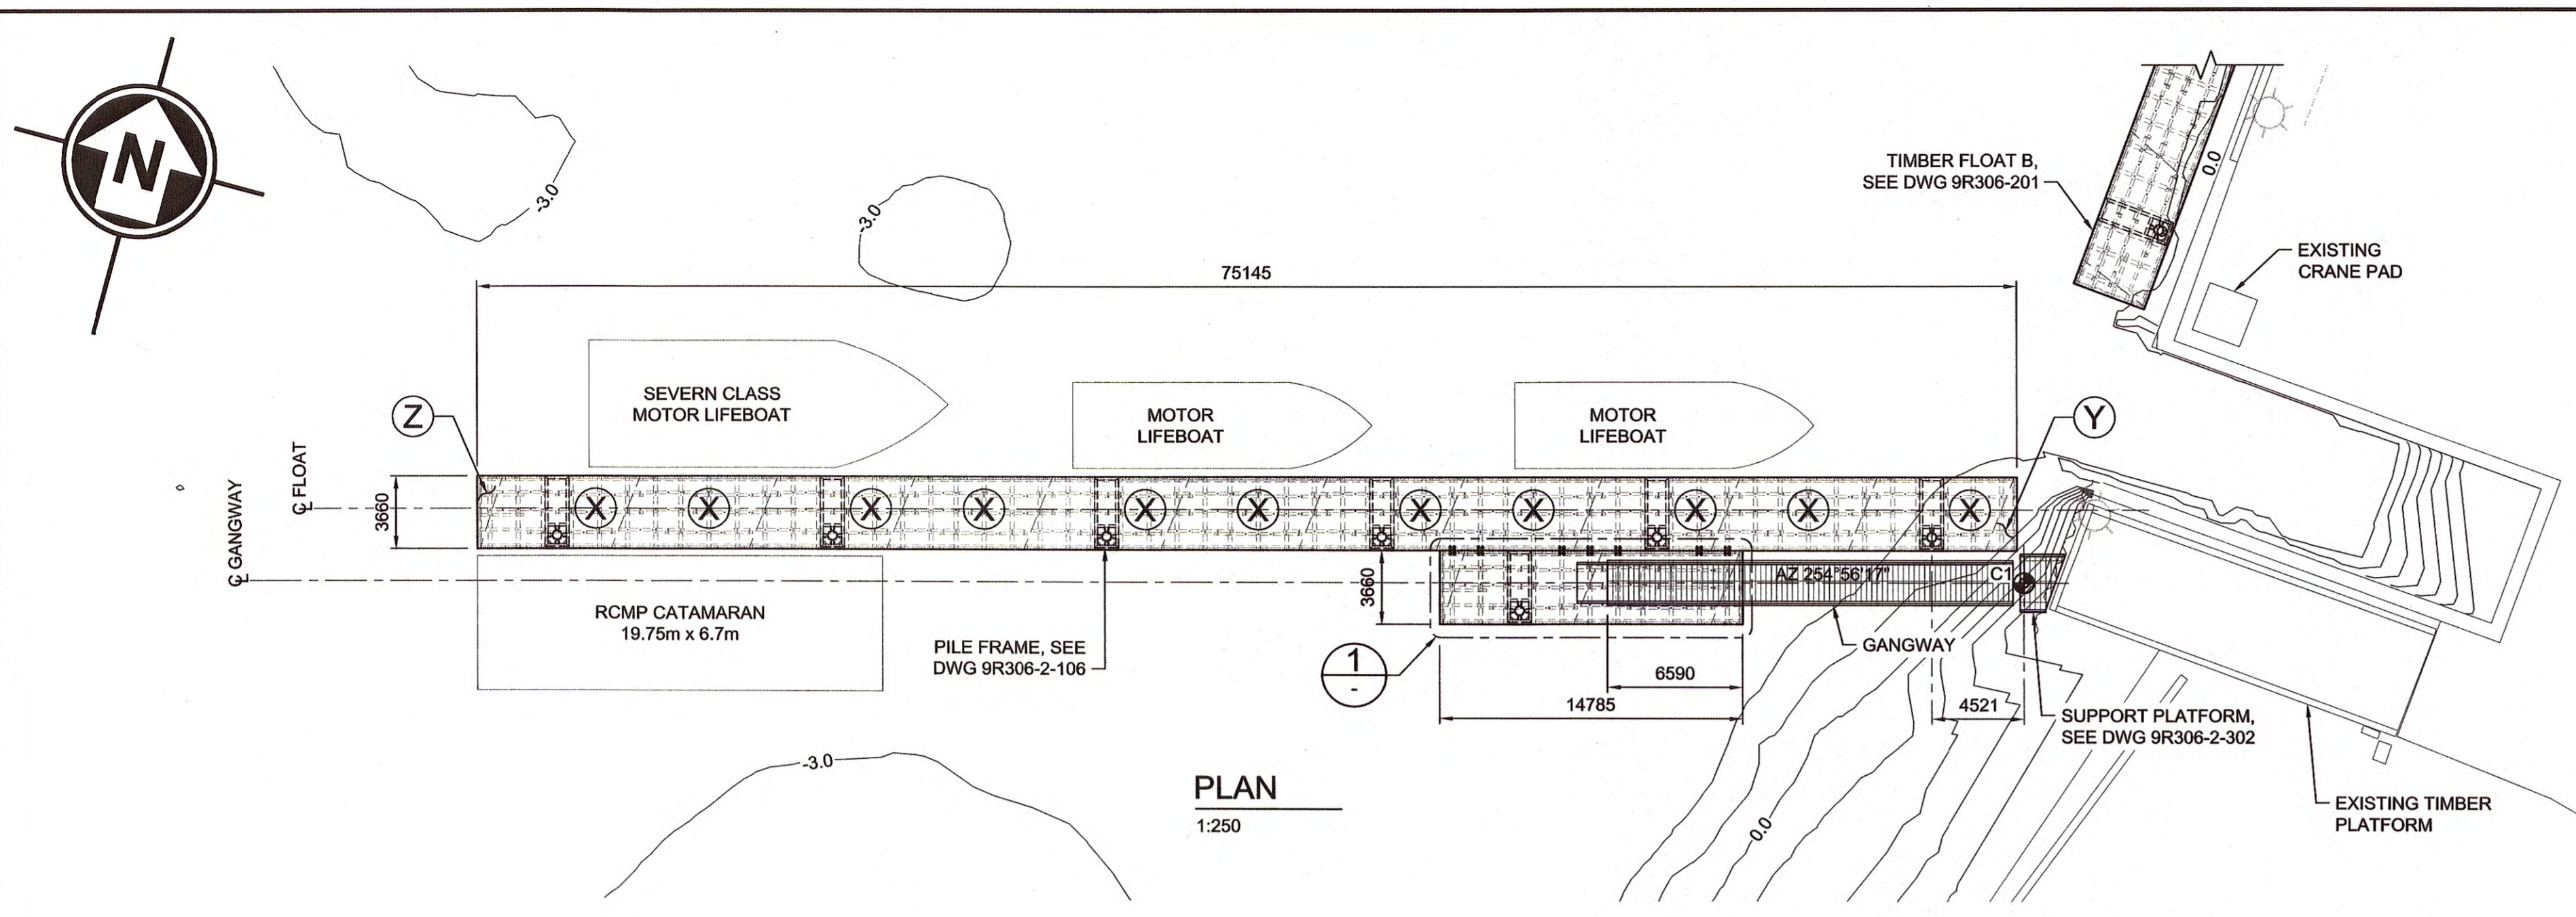 N
-3.0
-3.0
TIMBER FLOAT B,
SEE DWG 9R306-201
0.0
EXISTING
CRANE PAD
75145
SEVERN CLASS
MOTOR LIFEBOAT
MOTOR
LIFEBOAT
MOTOR
LIFEBOAT
Z
Y
℄ GANGWAY
℄ FLOAT
3660
X
X
X
X
X
X
X
X
X
X
X
RCMP CATAMARAN
19.75m x 6.7m
PILE FRAME, SEE
DWG 9R306-2-106
3660
AZ 254°56'17"
C1
1
-
GANGWAY
6590
14785
4521
SUPPORT PLATFORM,
SEE DWG 9R306-2-302
-3.0
PLAN
1:250
0.0
EXISTING TIMBER
PLATFORM